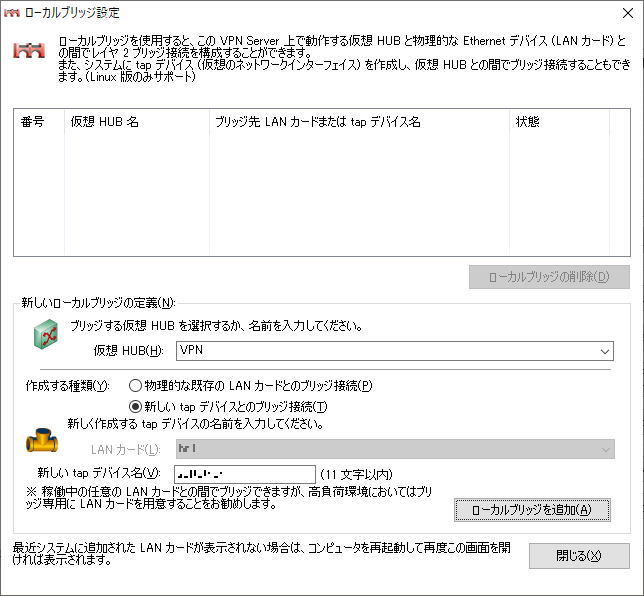 ローカルブリッジ設定
ローカルブリッジを使用すると、この VPN Server 上で動作する仮想 HUB と物理的な Ethernet デバイス (LAN カード) と
の間でレイヤ 2 ブリッジ接続を構成することができます。
また、システムに tap デバイス (仮想のネットワークインターフェイス) を作成し、仮想 HUB との間でブリッジ接続することもでき
ます。(Linux 版のみサポート)
番号 仮想 HUB 名 ブリッジ先 LAN カードまたは tap デバイス名 状態
ローカルブリッジの削除(D)
新しいローカルブリッジの定義(N):
ブリッジする仮想 HUB を選択するか、名前を入力してください。
仮想 HUB(H): VPN
作成する種類(Y): 物理的な既存の LAN カードとのブリッジ接続(P)
新しい tap デバイスとのブリッジ接続(T)
新しく作成する tap デバイスの名前を入力してください。
LAN カード(L):
新しい tap デバイス名(V): (11 文字以内)
※ 稼働中の任意の LAN カードとの間でブリッジできますが、高負荷環境においてはブリ
ッジ専用に LAN カードを用意することをお勧めします。
ローカルブリッジを追加(A)
最近システムに追加された LAN カードが表示されない場合は、コンピュータを再起動して再度この画面を開
ければ表示されます。
閉じる(X)